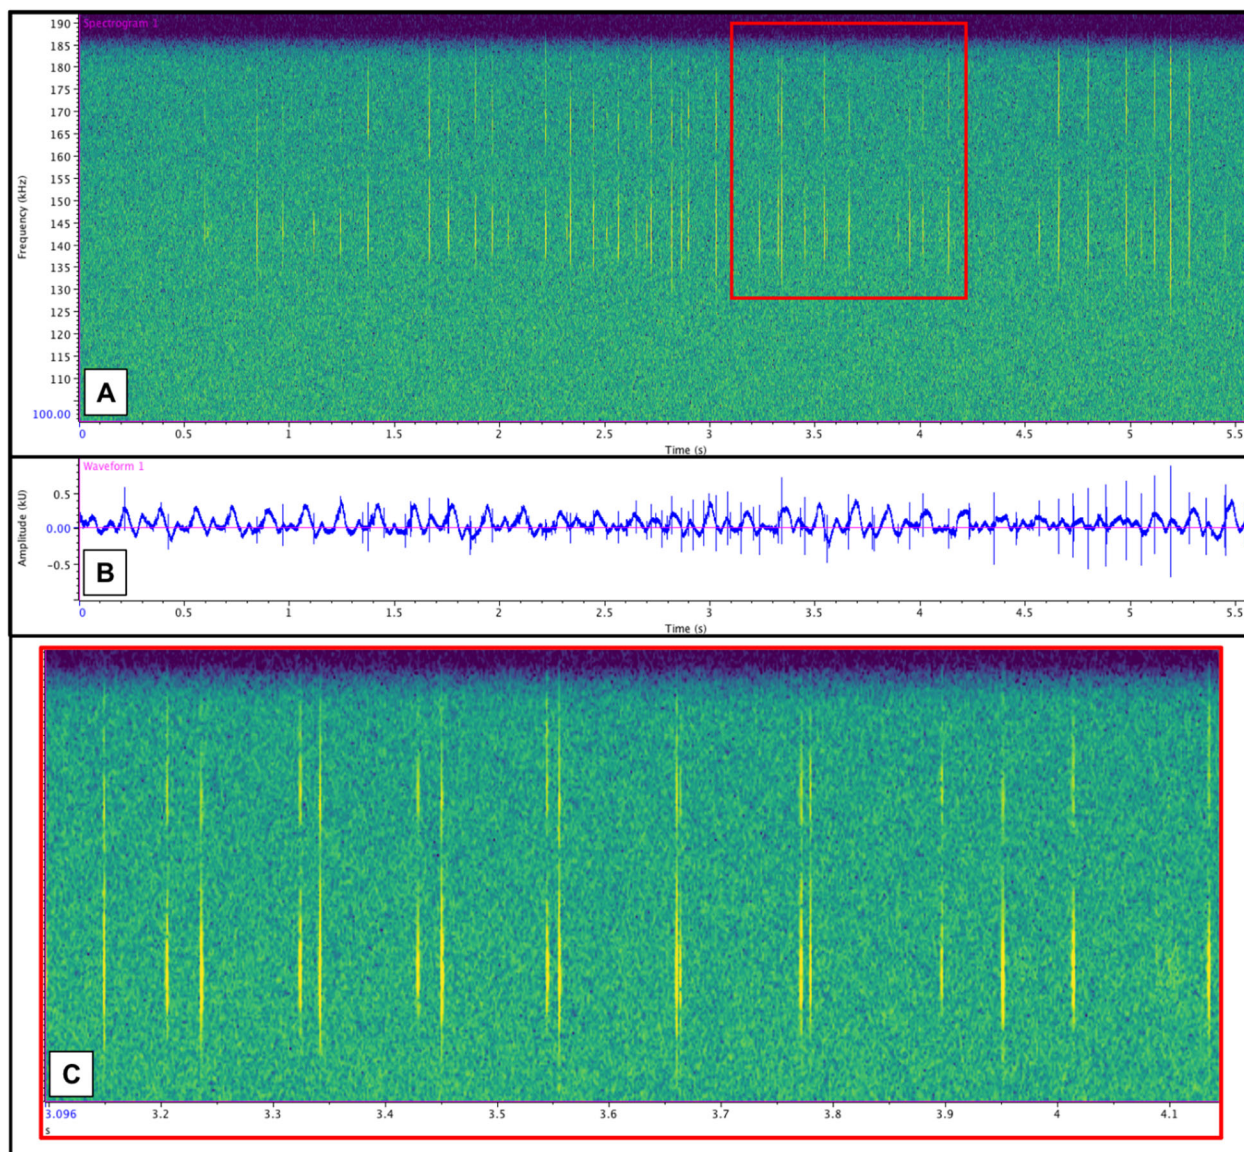 Spectrogram 1
Frequency (kHz)
190
185
180
175
170
165
160
155
150
145
140
135
130
125
120
115
110
100.00
A
0 0.5 1 1.5 2 2.5 3 3.5 4 4.5 5 5.5
Time (s)
Waveform 1
Amplitude (kU)
0.5
0.00
-0.5
B
0 0.5 1 1.5 2 2.5 3 3.5 4 4.5 5 5.5
Time (s)
C
3.096 3.2 3.3 3.4 3.5 3.6 3.7 3.8 3.9 4 4.1
s